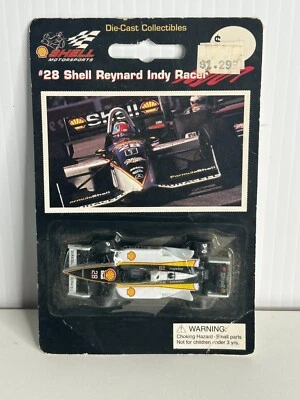 Die-Cast Collectibles
SHELL
MOTORSPORTS
¢
$1.29
#28 Shell Reynard Indy Racer
Shell
Formula Shell
28
WARNING:
Choking Hazard-Small parts
Not for children under 3 yrs.